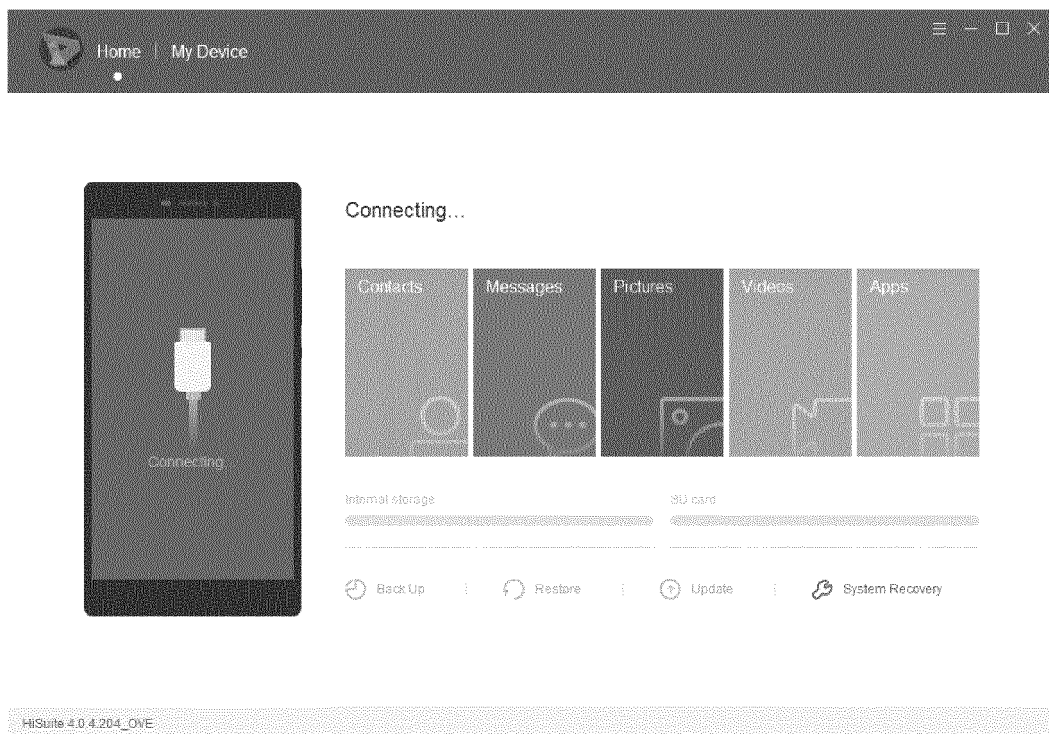 Home | My Device
Connecting...
Contacts Messages Pictures Videos Apps
Connecting
Internal storage SD card
Back Up Restore Update System Recovery
HiSuite 4.0.4.204_OVE